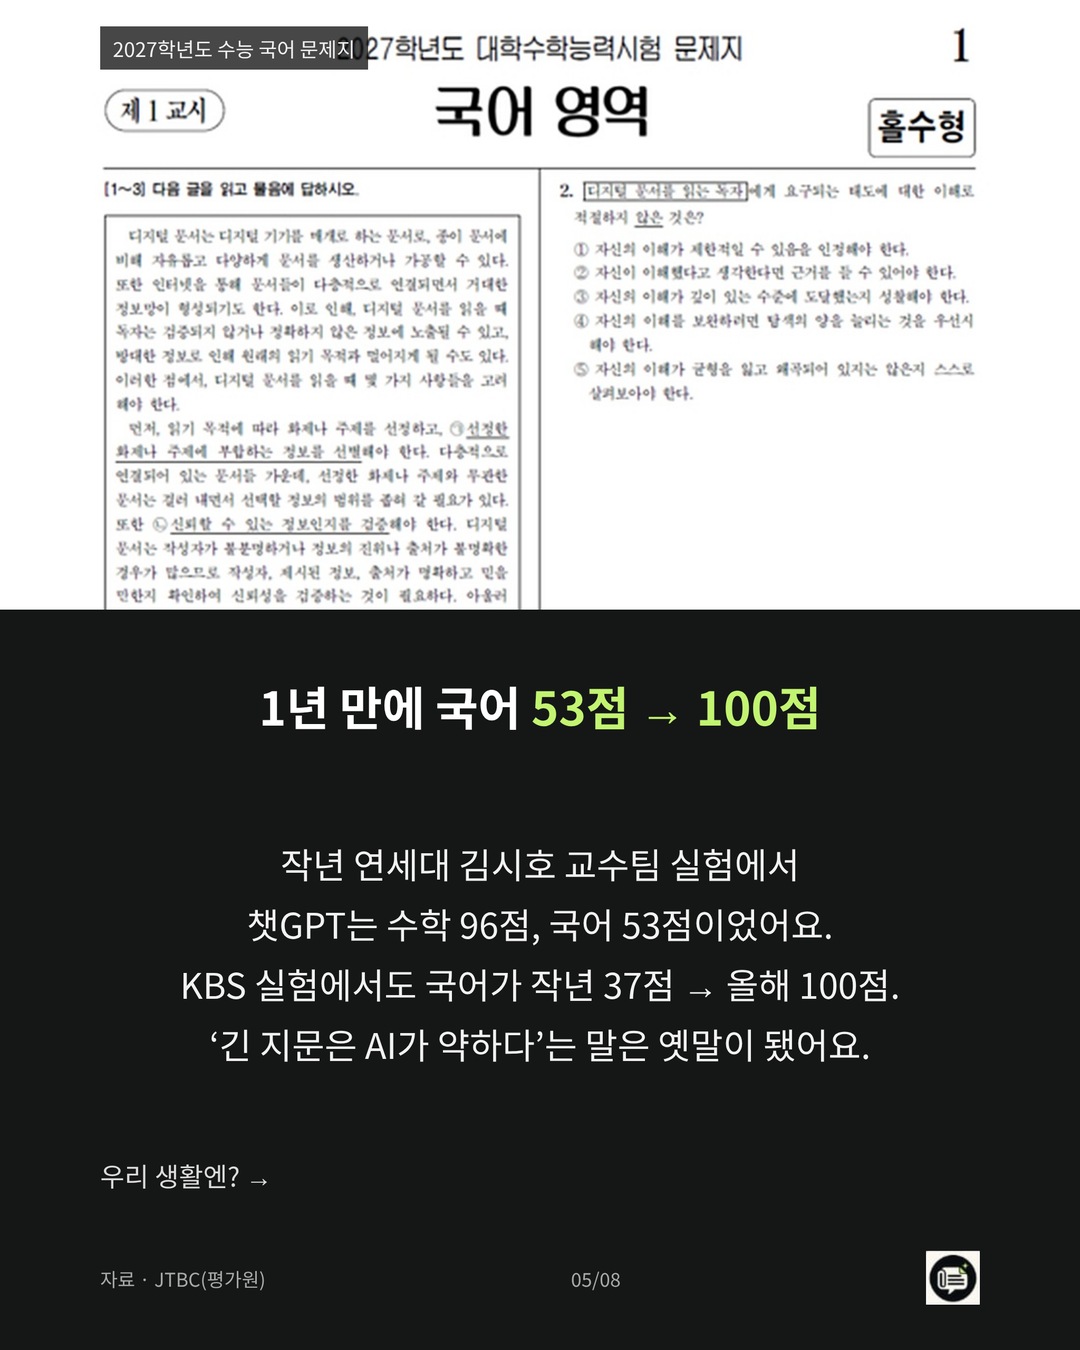 2027학년도 수능 국어 문제지
27학년도 대학수학능력시험 문제지
1
제 1 교시
국어 영역
홀수형
[1~3] 다음 글을 읽고 물음에 답하시오.
디지털 문서는 디지털 기기를 매개로 하는 문서로, 종이 문서에
비해 자유롭고 다양하게 문서를 생산하거나 가공할 수 있다.
또한 인터넷을 통해 문서들이 다층적으로 연결되면서 거대한
정보망이 형성되기도 한다. 이로 인해, 디지털 문서를 읽을 때
독자는 검증되지 않거나 정확하지 않은 정보에 노출될 수 있고,
방대한 정보로 인해 원래의 읽기 목적과 멀어지게 될 수도 있다.
이러한 점에서, 디지털 문서를 읽을 때 몇 가지 사항들을 고려
해야 한다.
먼저, 읽기 목적에 따라 화제나 주제를 선정하고, ㉠선정한
화제나 주제에 부합하는 정보를 선별해야 한다. 다층적으로
연결되어 있는 문서들 가운데, 선정한 화제나 주제와 무관한
문서는 걸러 내면서 선택할 정보의 범위를 좁혀 갈 필요가 있다.
또한 ㉡신뢰할 수 있는 정보인지를 검증해야 한다. 디지털
문서는 작성자가 불분명하거나 정보의 진위나 출처가 불명확한
경우가 많으므로 작성자, 제시된 정보, 출처가 명확하고 믿을
만한지 확인하여 신뢰성을 검증하는 것이 필요하다. 아울러
2. 디지털 문서를 읽는 독자에게 요구되는 태도에 대한 이해로
적절하지 않은 것은?
① 자신의 이해가 제한적일 수 있음을 인정해야 한다.
② 자신이 이해했다고 생각한다면 근거를 들 수 있어야 한다.
③ 자신의 이해가 깊이 있는 수준에 도달했는지 성찰해야 한다.
④ 자신의 이해를 보완하려면 탐색의 양을 늘리는 것을 우선시
해야 한다.
⑤ 자신의 이해가 균형을 잃고 왜곡되어 있지는 않은지 스스로
살펴보아야 한다.
1년 만에 국어 53점 → 100점
작년 연세대 김시호 교수팀 실험에서
챗GPT는 수학 96점, 국어 53점이었어요.
KBS 실험에서도 국어가 작년 37점 → 올해 100점.
‘긴 지문은 AI가 약하다’는 말은 옛말이 됐어요.
우리 생활엔? →
자료 · JTBC(평가원)
05/08